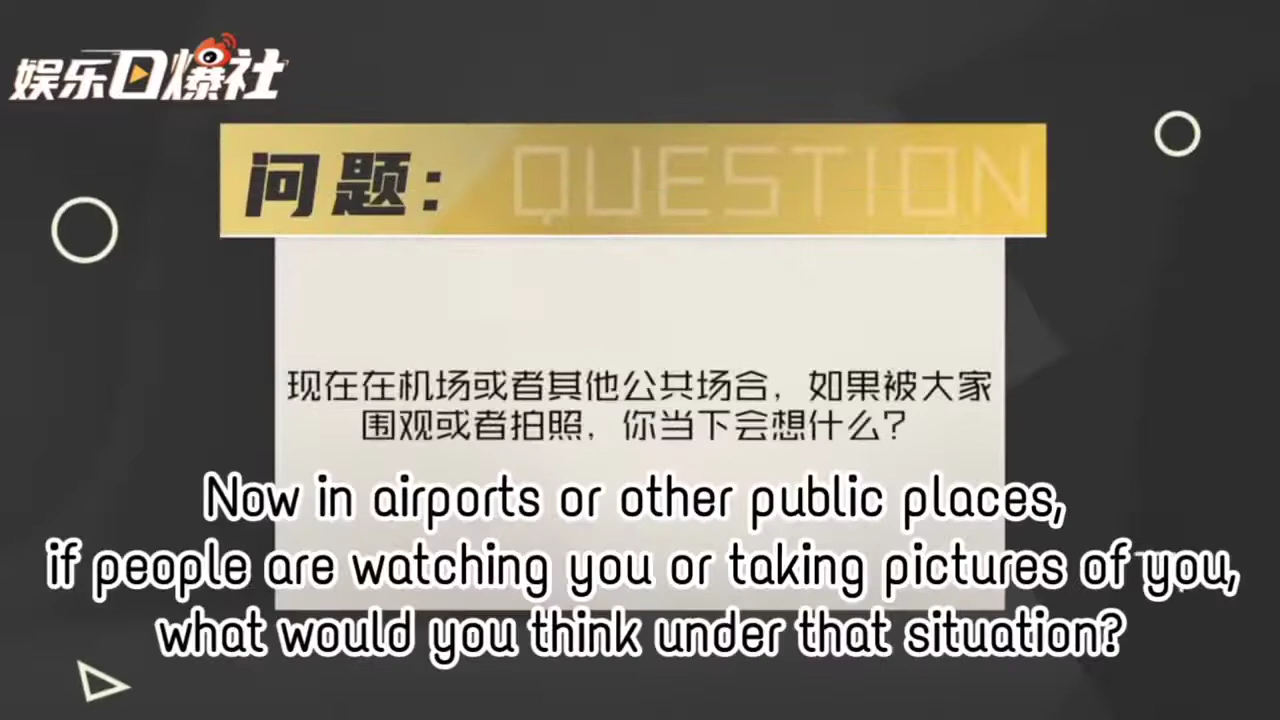 娱乐日爆社
问题：QUESTION
现在在机场或者其他公共场合，如果被大家
围观或者拍照，你当下会想什么？
Now in airports or other public places,
if people are watching you or taking pictures of you,
what would you think under that situation?